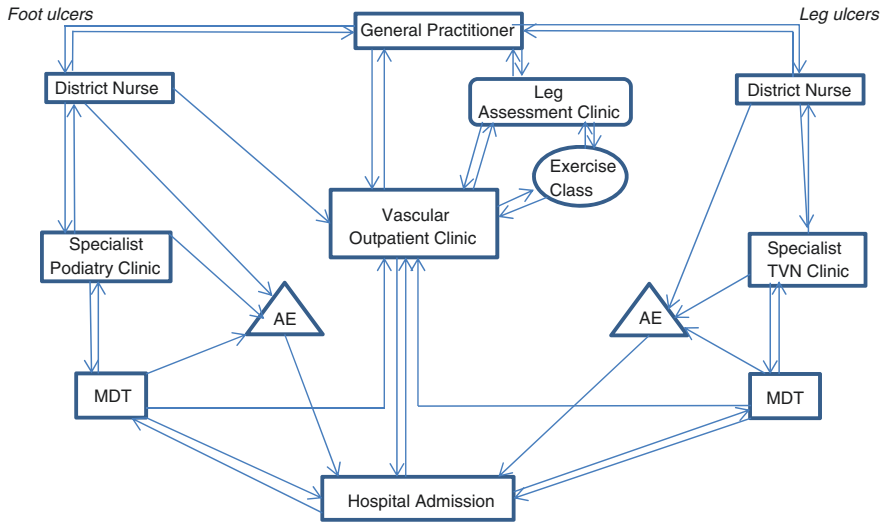 Foot ulcers
Leg ulcers
General Practitioner
District Nurse
Leg
Assessment Clinic
District Nurse
Exercise
Class
Vascular
Outpatient Clinic
Specialist
Podiatry Clinic
Specialist
TVN Clinic
AE
AE
MDT
MDT
Hospital Admission